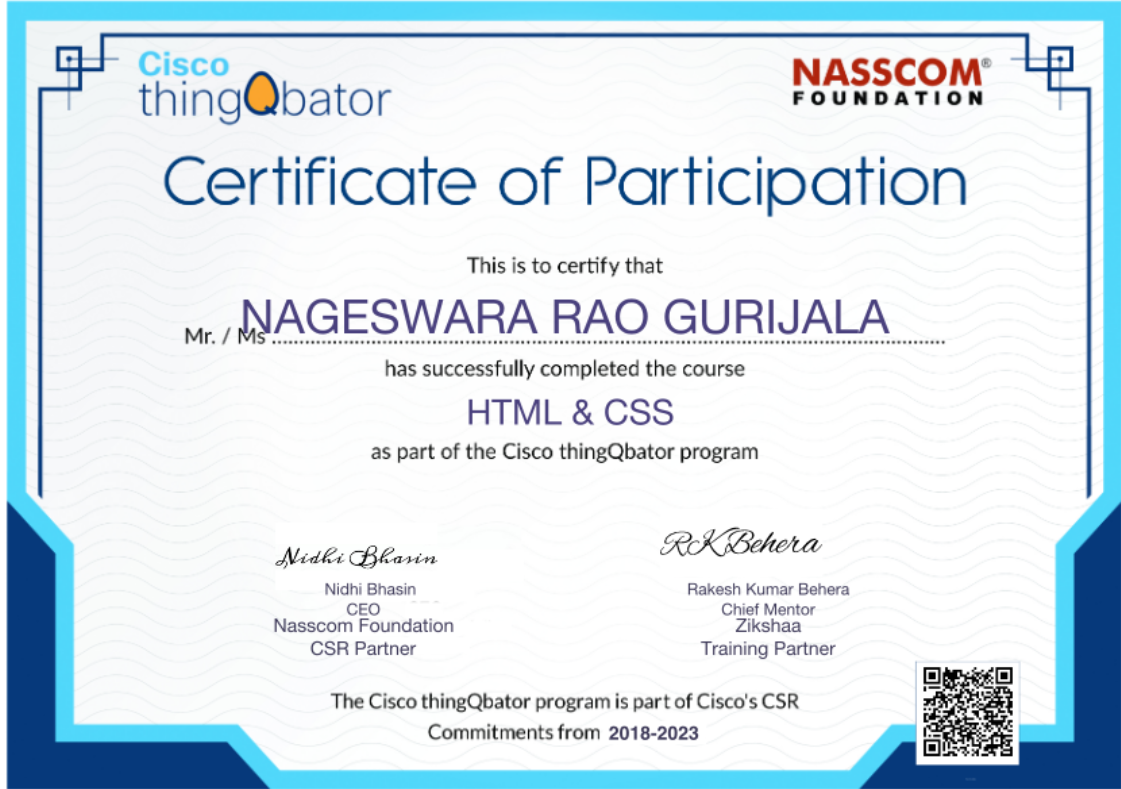 Cisco
thingQbator
NASSCOM®
FOUNDATION
Certificate of Participation
This is to certify that
Mr. / Ms NAGESWARA RAO GURIJALA
has successfully completed the course
HTML & CSS
as part of the Cisco thingQbator program
Nidhi Bhasin
Nidhi Bhasin
CEO
Nasscom Foundation
CSR Partner
RKBehera
Rakesh Kumar Behera
Chief Mentor
Zikshaa
Training Partner
The Cisco thingQbator program is part of Cisco's CSR
Commitments from 2018-2023